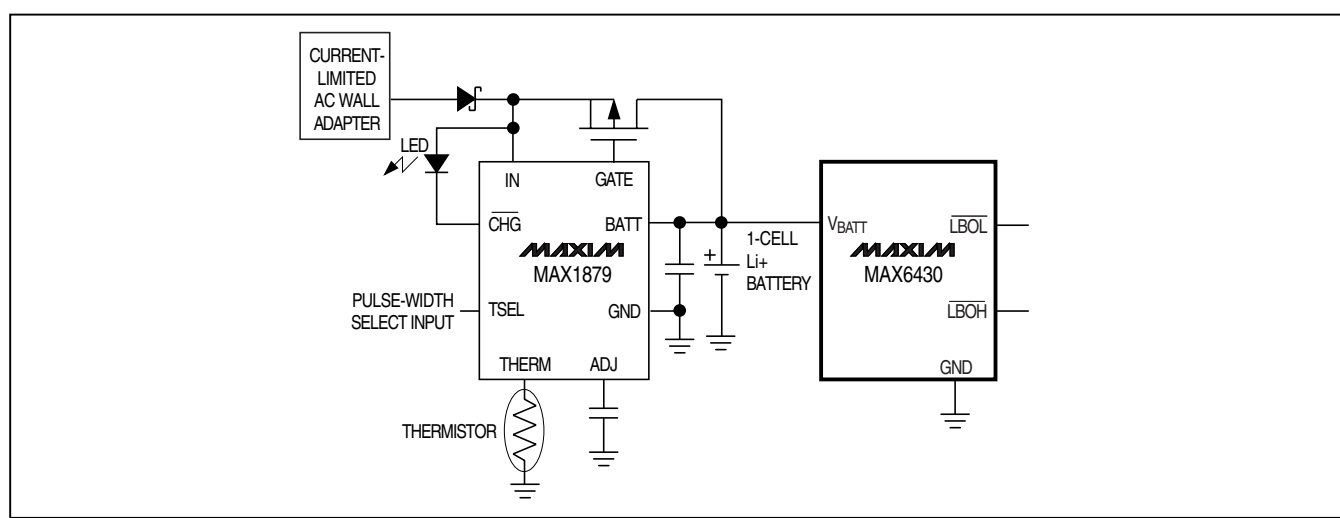 CURRENT-
LIMITED
AC WALL
ADAPTER
LED
IN
GATE
CHG
BATT
MAXIM
MAX1879
PULSE-WIDTH
SELECT INPUT
TSEL
GND
THERM
ADJ
THERMISTOR
+
1-CELL
Li+
BATTERY
VBATT
LBOL
MAXIM
MAX6430
LBOH
GND